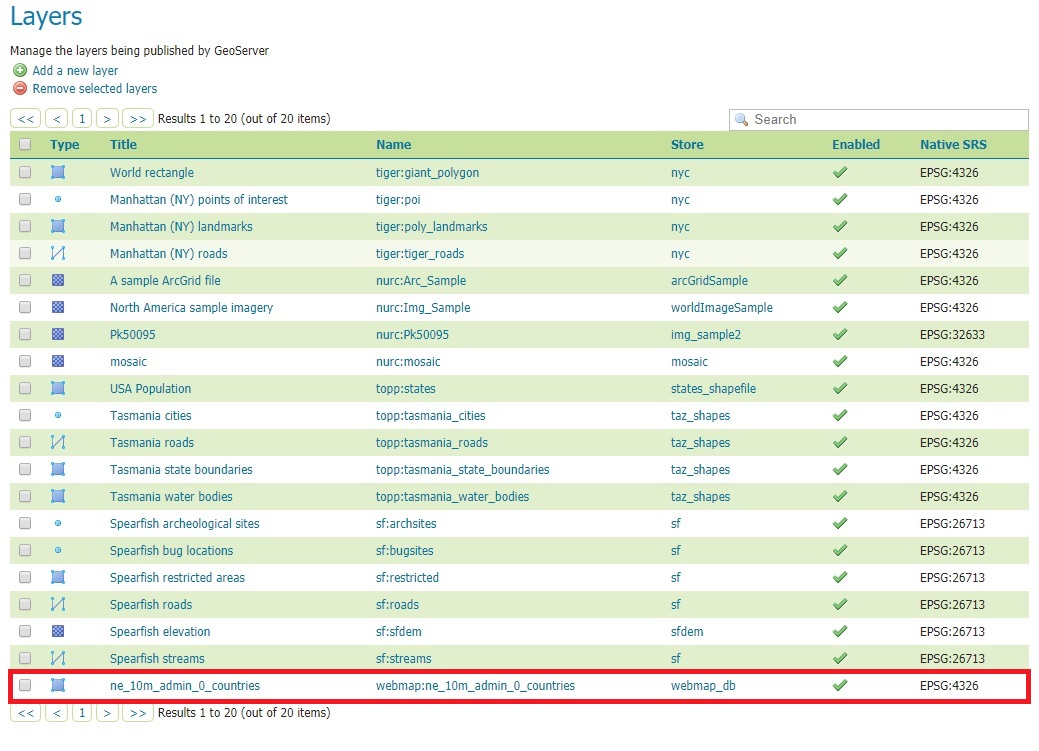 Layers
Manage the layers being published by GeoServer
Add a new layer
Remove selected layers
<< < 1 > >> Results 1 to 20 (out of 20 items) Search
Type Title Name Store Enabled Native SRS
World rectangle tiger:giant_polygon nyc EPSG:4326
Manhattan (NY) points of interest tiger:poi nyc EPSG:4326
Manhattan (NY) landmarks tiger:poly_landmarks nyc EPSG:4326
Manhattan (NY) roads tiger:tiger_roads nyc EPSG:4326
A sample ArcGrid file nurc:Arc_Sample arcGridSample EPSG:4326
North America sample imagery nurc:Img_Sample worldImageSample EPSG:4326
Pk50095 nurc:Pk50095 img_sample2 EPSG:32633
mosaic nurc:mosaic mosaic EPSG:4326
USA Population topp:states states_shapefile EPSG:4326
Tasmania cities topp:tasmania_cities taz_shapes EPSG:4326
Tasmania roads topp:tasmania_roads taz_shapes EPSG:4326
Tasmania state boundaries topp:tasmania_state_boundaries taz_shapes EPSG:4326
Tasmania water bodies topp:tasmania_water_bodies taz_shapes EPSG:4326
Spearfish archeological sites sf:archsites sf EPSG:26713
Spearfish bug locations sf:bugsites sf EPSG:26713
Spearfish restricted areas sf:restricted sf EPSG:26713
Spearfish roads sf:roads sf EPSG:26713
Spearfish elevation sf:sfdem sfdem EPSG:26713
Spearfish streams sf:streams sf EPSG:26713
ne_10m_admin_0_countries webmap:ne_10m_admin_0_countries webmap_db EPSG:4326
<< < 1 > >> Results 1 to 20 (out of 20 items)